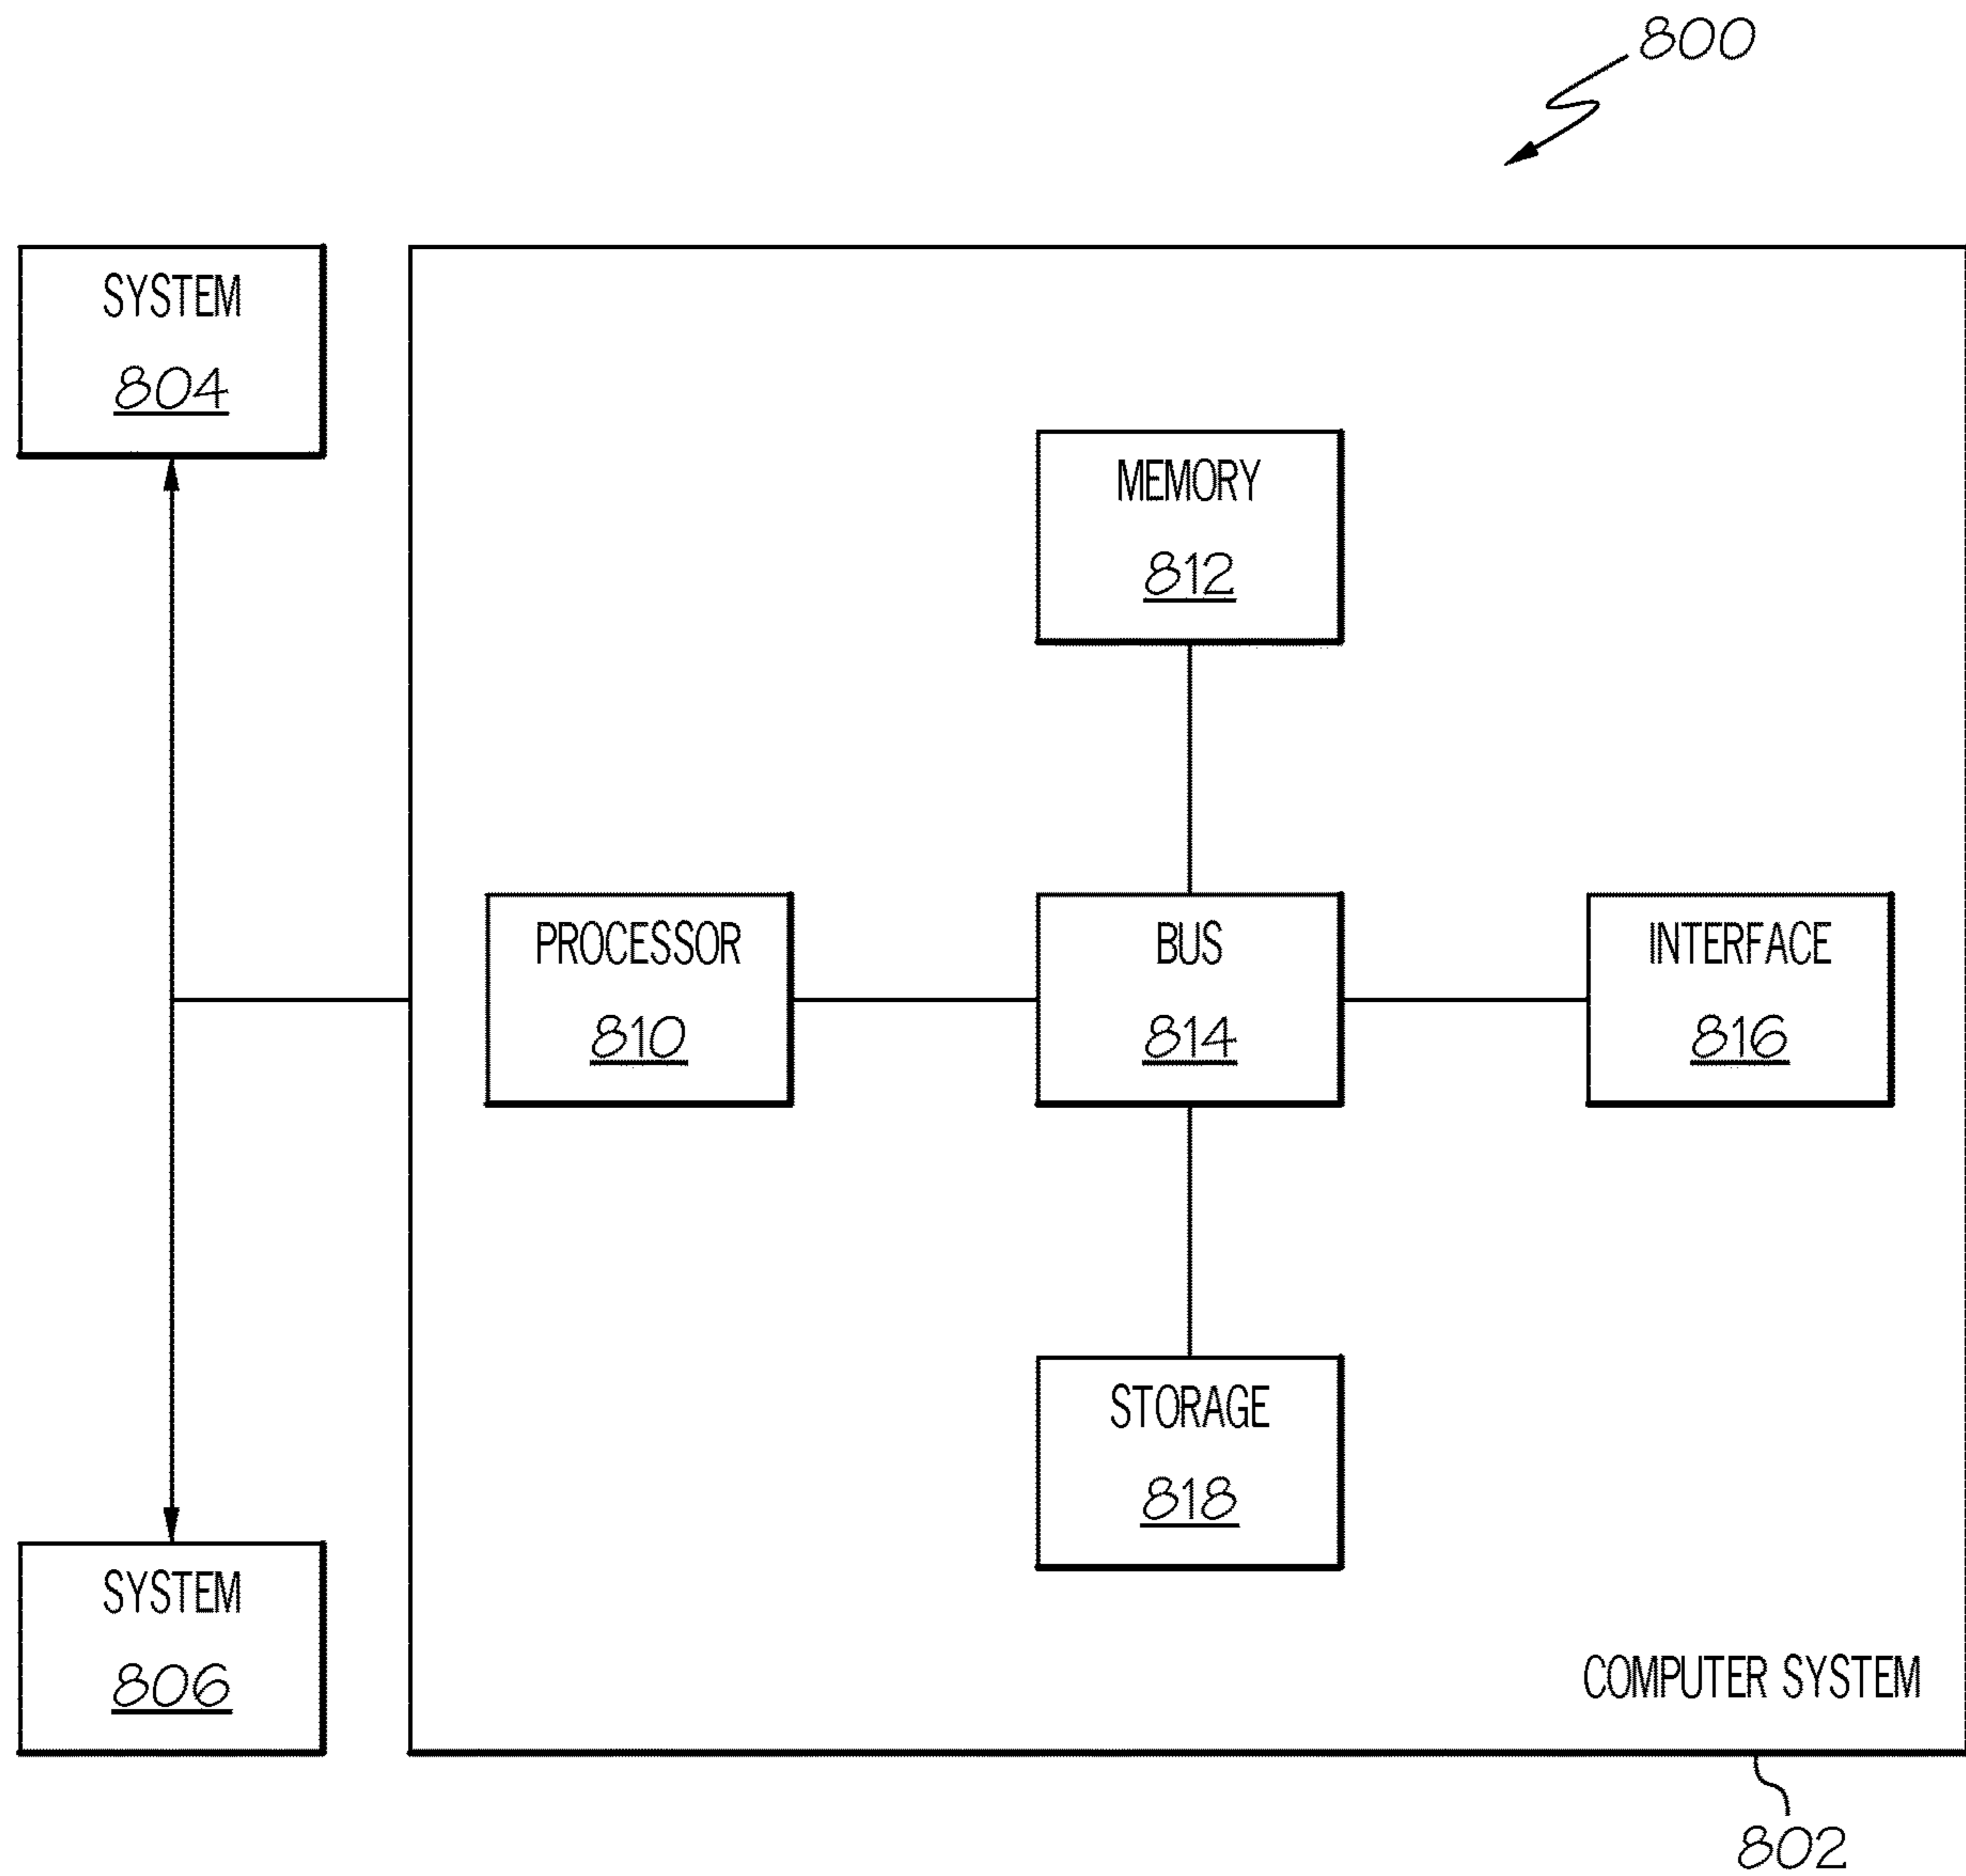 800
SYSTEM
804
MEMORY
812
PROCESSOR
810
BUS
814
INTERFACE
816
STORAGE
818
SYSTEM
806
COMPUTER SYSTEM
802